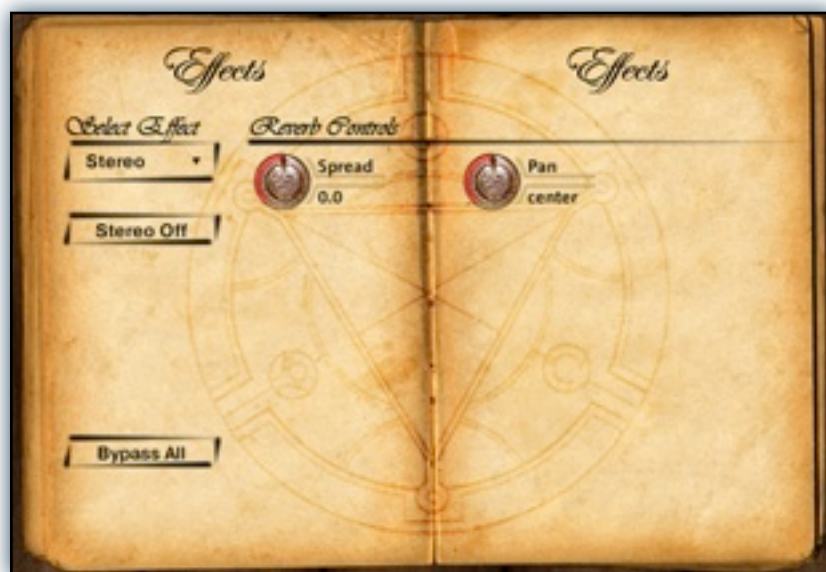 Effects
Effects
Select Effect
Reverb Controls
Stereo
Spread
0.0
Pan
center
Stereo Off
Bypass All